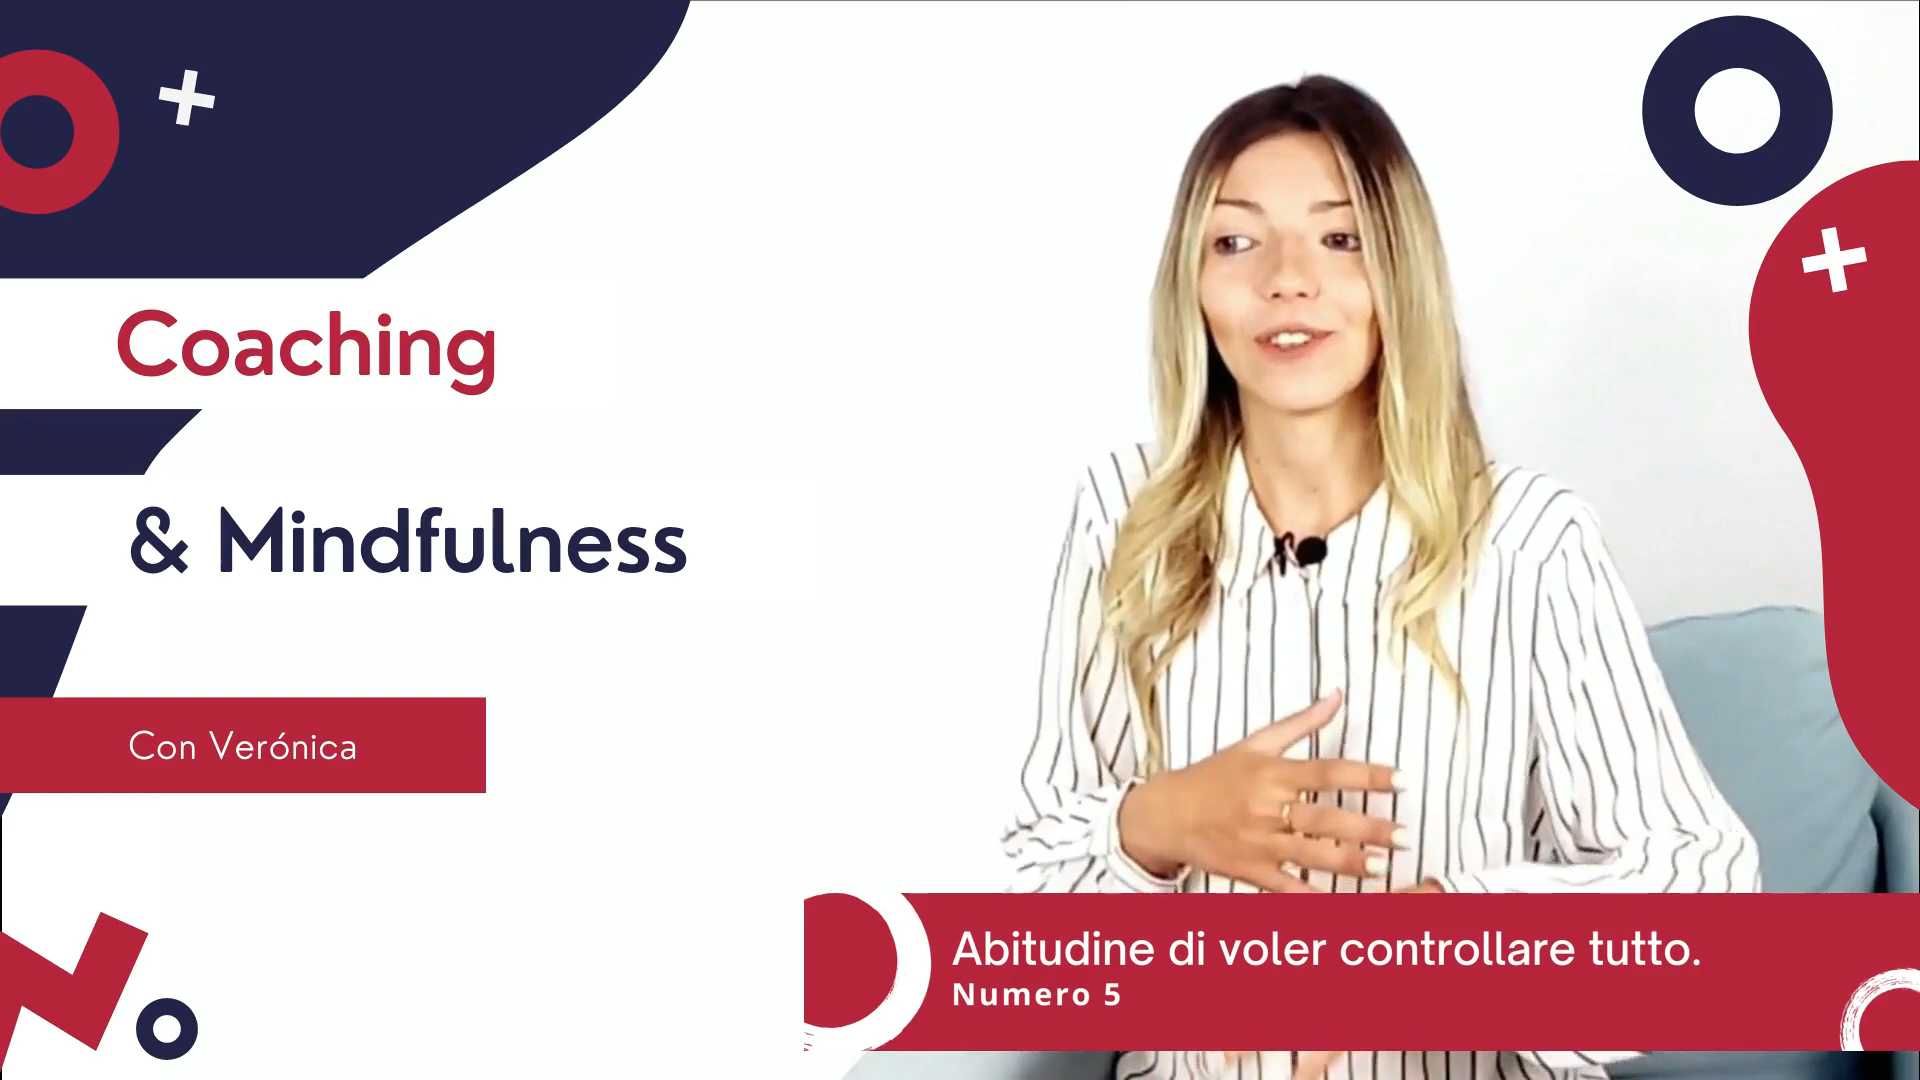 Coaching
& Mindfulness
Con Verónica
Abitudine di voler controllare tutto.
Numero 5